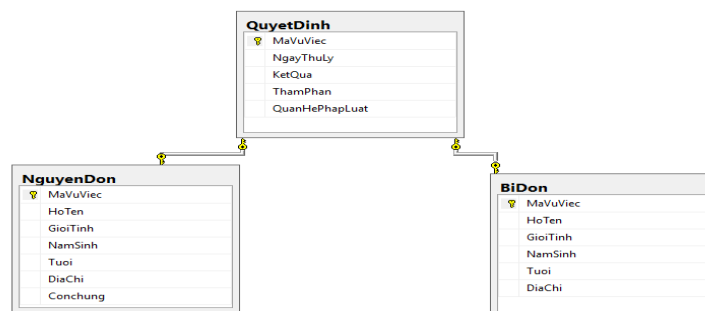 QuyetDinh
MaVuViec
NgayThuLy
KetQua
ThamPhan
QuanHePhapLuat
NguyenDon
MaVuViec
HoTen
GioiTinh
NamSinh
Tuoi
DiaChi
Conchung
BiDon
MaVuViec
HoTen
GioiTinh
NamSinh
Tuoi
DiaChi